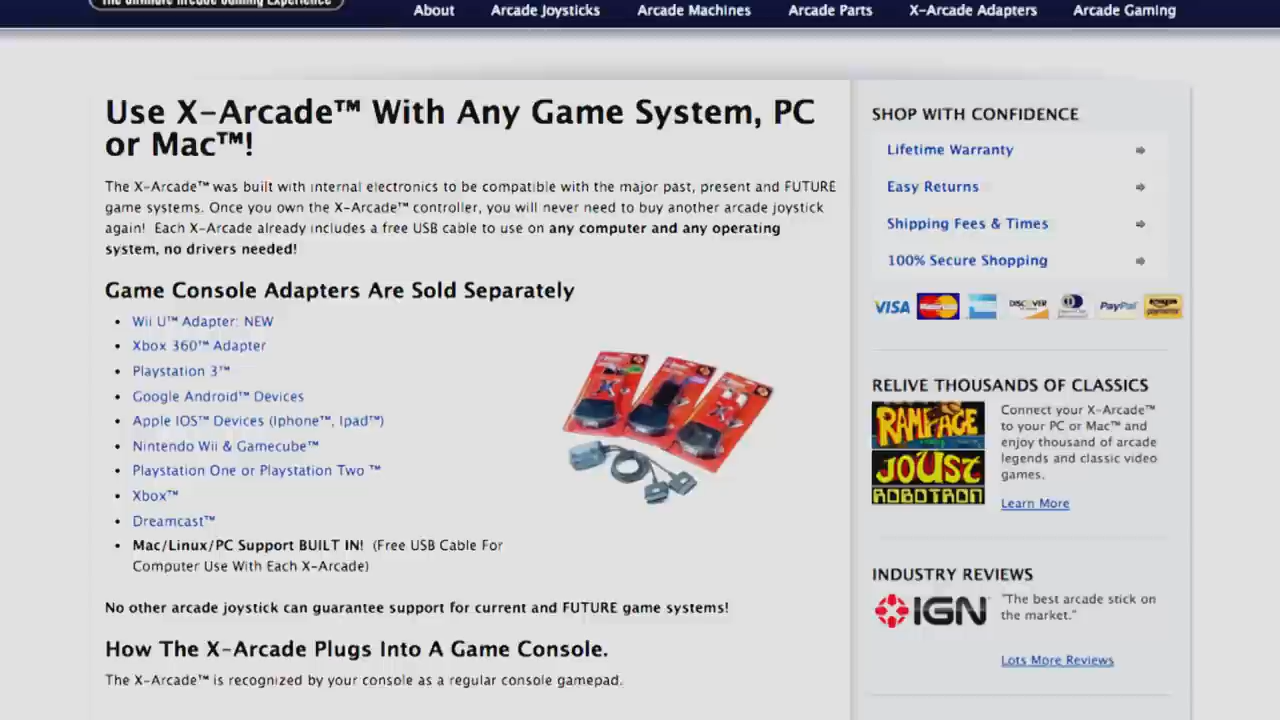 The Ultimate Arcade Gaming Experience
About Arcade Joysticks Arcade Machines Arcade Parts X-Arcade Adapters Arcade Gaming
Use X-Arcade™ With Any Game System, PC
or Mac™!
The X-Arcade™ was built with internal electronics to be compatible with the major past, present and FUTURE
game systems. Once you own the X-Arcade™ controller, you will never need to buy another arcade joystick
again! Each X-Arcade already includes a free USB cable to use on any computer and any operating
system, no drivers needed!
Game Console Adapters Are Sold Separately
• Wii U™ Adapter: NEW
• Xbox 360™ Adapter
• Playstation 3™
• Google Android™ Devices
• Apple IOS™ Devices (Iphone™, Ipad™)
• Nintendo Wii & Gamecube™
• Playstation One or Playstation Two ™
• Xbox™
• Dreamcast™
• Mac/Linux/PC Support BUILT IN! (Free USB Cable For
Computer Use With Each X-Arcade)
No other arcade joystick can guarantee support for current and FUTURE game systems!
How The X-Arcade Plugs Into A Game Console.
The X-Arcade™ is recognized by your console as a regular console gamepad.
SHOP WITH CONFIDENCE
Lifetime Warranty
Easy Returns
Shipping Fees & Times
100% Secure Shopping
VISA MasterCard DISCOVER PayPal
RELIVE THOUSANDS OF CLASSICS
RAMPAGE
JOUST
ROBOTRON
Connect your X-Arcade™
to your PC or Mac™ and
enjoy thousand of arcade
legends and classic video
games.
Learn More
INDUSTRY REVIEWS
IGN
"The best arcade stick on
the market."
Lots More Reviews